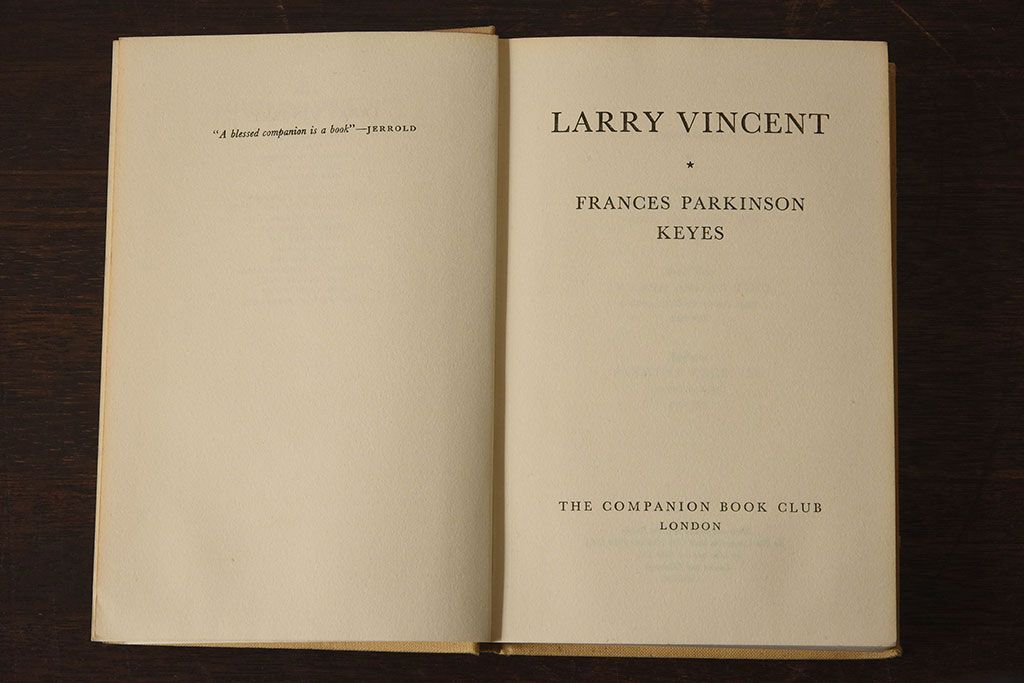 “A blessed companion is a book”—JERROLD
LARRY VINCENT
★
FRANCES PARKINSON
KEYES
THE COMPANION BOOK CLUB
LONDON